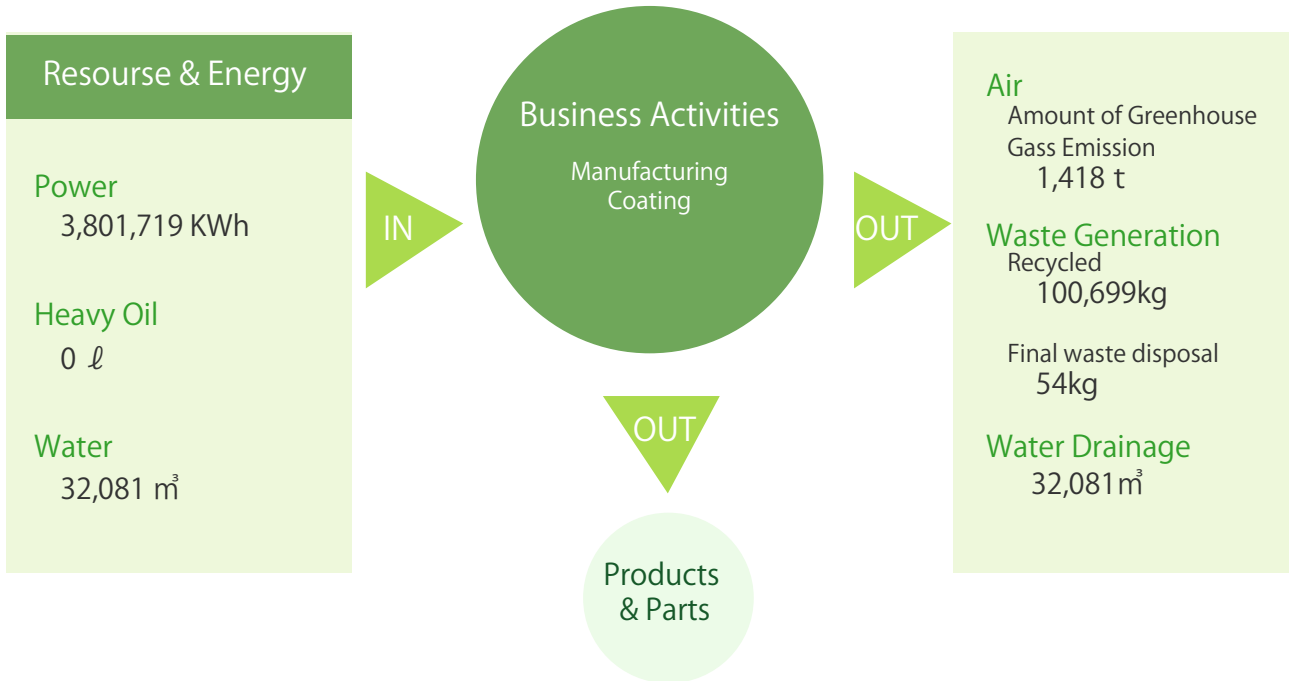 Resourse & Energy
Power
3,801,719 KWh
Heavy Oil
0 ℓ
Water
32,081 ㎥
IN
Business Activities
Manufacturing
Coating
OUT
Products
& Parts
OUT
Air
Amount of Greenhouse
Gass Emission
1,418 t
Waste Generation
Recycled
100,699kg
Final waste disposal
54kg
Water Drainage
32,081㎥